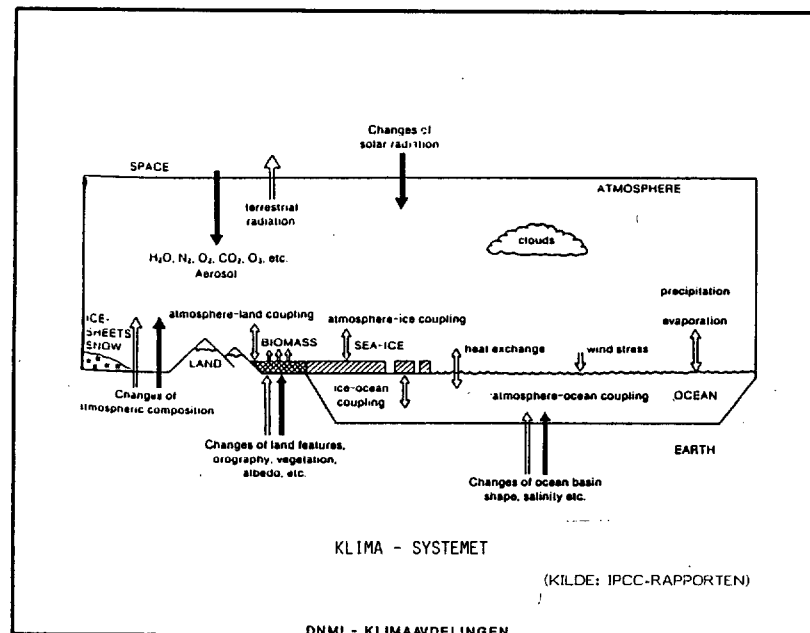 Changes of
solar radiation
SPACE
ATMOSPHERE
terrestrial
radiation
clouds
H₂O, N₂, O₂, CO₂, O₃, etc.
Aerosol
precipitation
ICE-
SHEETS
SNOW
atmosphere-land coupling
atmosphere-ice coupling
evaporation
BIOMASS
SEA-ICE
heat exchange
wind stress
LAND
ice-ocean
coupling
atmosphere-ocean coupling
OCEAN
Changes of
atmospheric composition
Changes of land features,
orography, vegetation,
albedo, etc.
EARTH
Changes of ocean basin
shape, salinity etc.
KLIMA - SYSTEMET
(KILDE: IPCC-RAPPORTEN)
DNMI - KLIMAAVDELINGEN